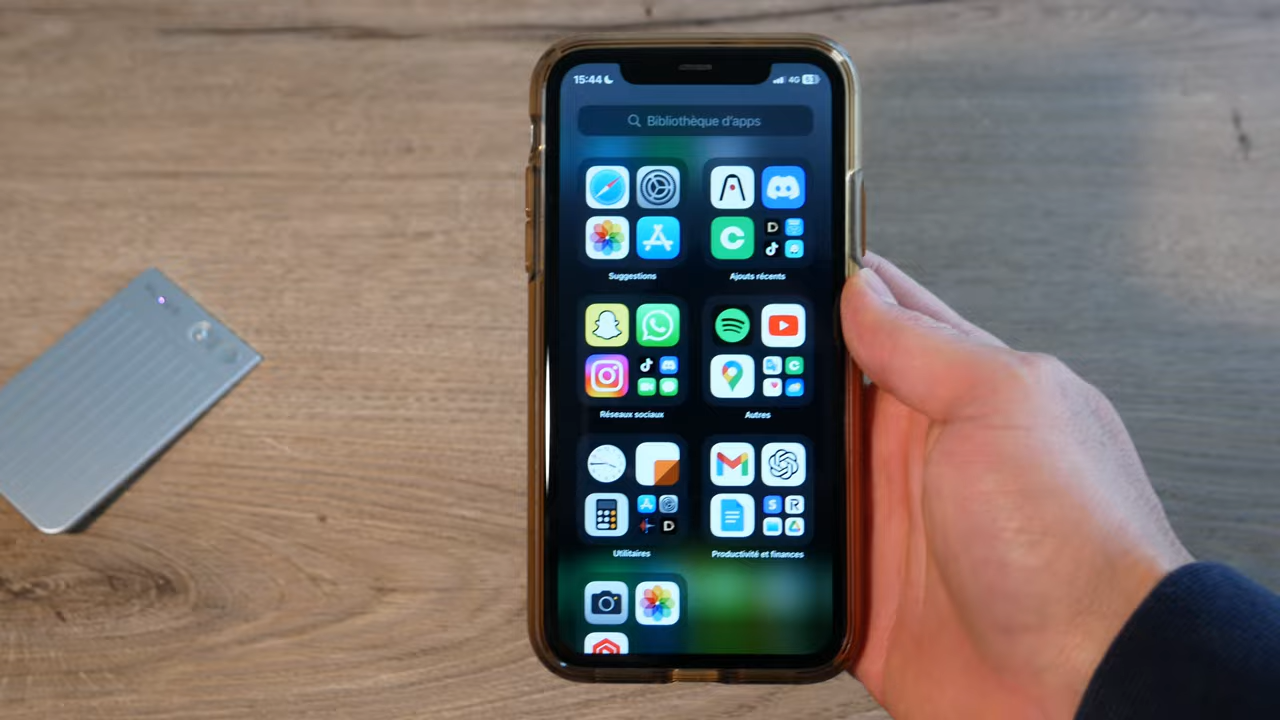 15:44
4G
Bibliothèque d'apps
Suggestions
Ajouts récents
Réseaux sociaux
Autres
Utilitaires
Productivité et finances